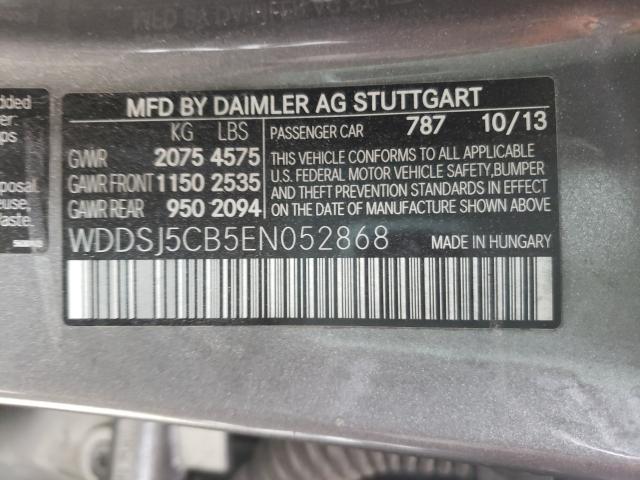 MFD BY DAIMLER AG STUTTGART
KG LBS
GVWR 2075 4575
GAWR FRONT 1150 2535
GAWR REAR 950 2094
PASSENGER CAR 787 10/13
THIS VEHICLE CONFORMS TO ALL APPLICABLE
U.S. FEDERAL MOTOR VEHICLE SAFETY,BUMPER
AND THEFT PREVENTION STANDARDS IN EFFECT
ON THE DATE OF MANUFACTURE SHOWN ABOVE
WDDSJ5CB5EN052868
MADE IN HUNGARY